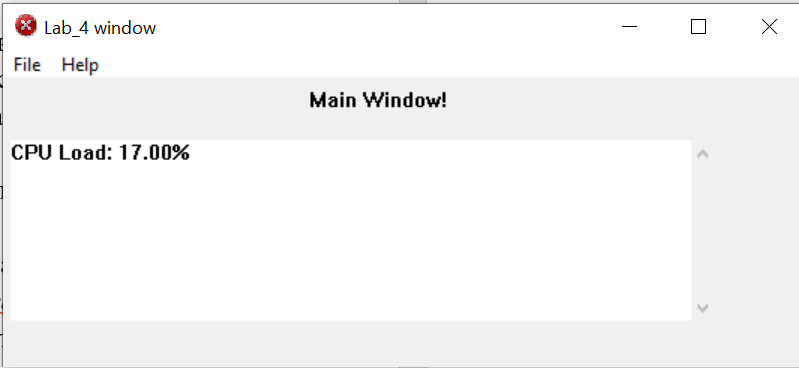 Lab_4 window
File Help
Main Window!
CPU Load: 17.00%